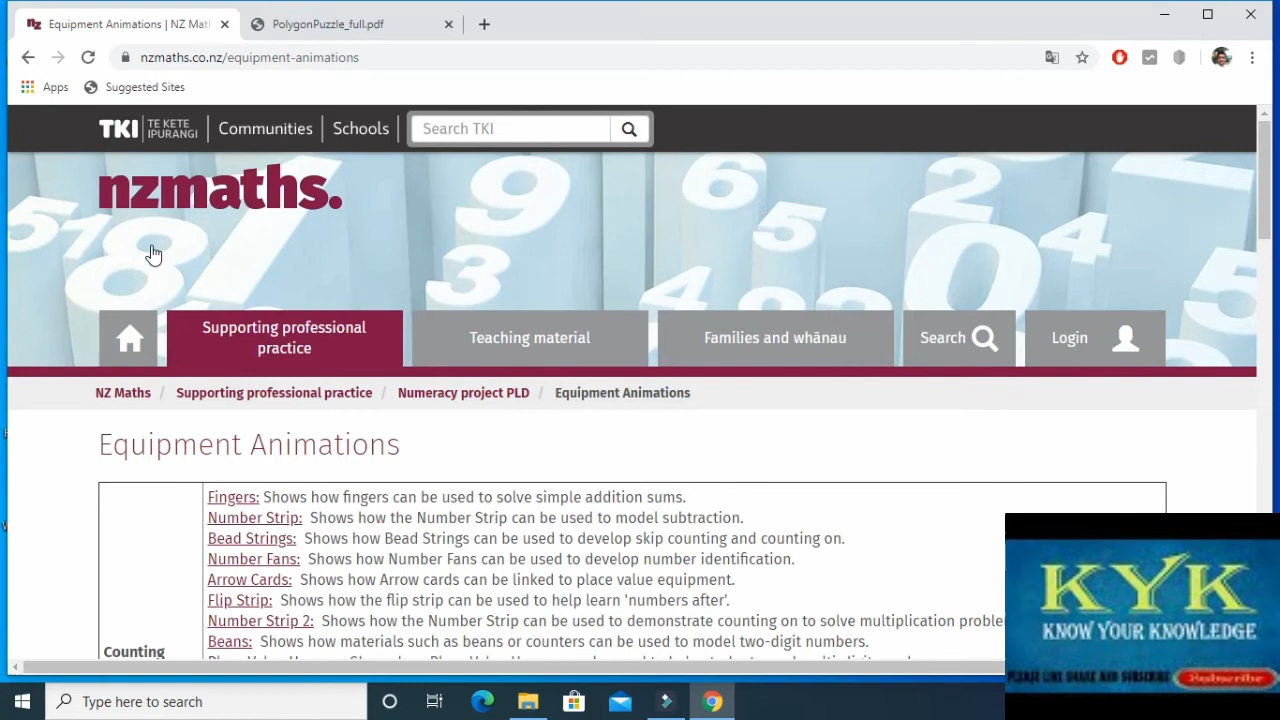 Equipment Animations | NZ Mat
PolygonPuzzle_full.pdf
nzmaths.co.nz/equipment-animations
Apps
Suggested Sites
TKI TE KETE IPURANGI
Communities
Schools
Search TKI
nzmaths.
Supporting professional
practice
Teaching material
Families and whānau
Search
Login
NZ Maths / Supporting professional practice / Numeracy project PLD / Equipment Animations
Equipment Animations
Fingers: Shows how fingers can be used to solve simple addition sums.
Number Strip: Shows how the Number Strip can be used to model subtraction.
Bead Strings: Shows how Bead Strings can be used to develop skip counting and counting on.
Number Fans: Shows how Number Fans can be used to develop number identification.
Arrow Cards: Shows how Arrow cards can be linked to place value equipment.
Flip Strip: Shows how the flip strip can be used to help learn 'numbers after'.
Number Strip 2: Shows how the Number Strip can be used to demonstrate counting on to solve multiplication proble
Beans: Shows how materials such as beans or counters can be used to model two-digit numbers.
Counting
KYK
KNOW YOUR KNOWLEDGE
PLEASE LIKE SHARE AND SUBSCRIBE
Subscribe
Type here to search